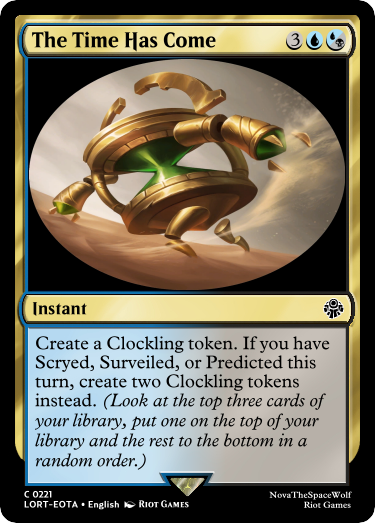 The Time Has Come 3
Instant
Create a Clockling token. If you have
Scryed, Surveiled, or Predicted this
turn, create two Clockling tokens
instead. (Look at the top three cards of
your library, put one on the top of your
library and the rest to the bottom in a
random order.)
C 0221
NovaTheSpaceWolf
LORT-EOTA • English RIOT GAMES
Riot Games